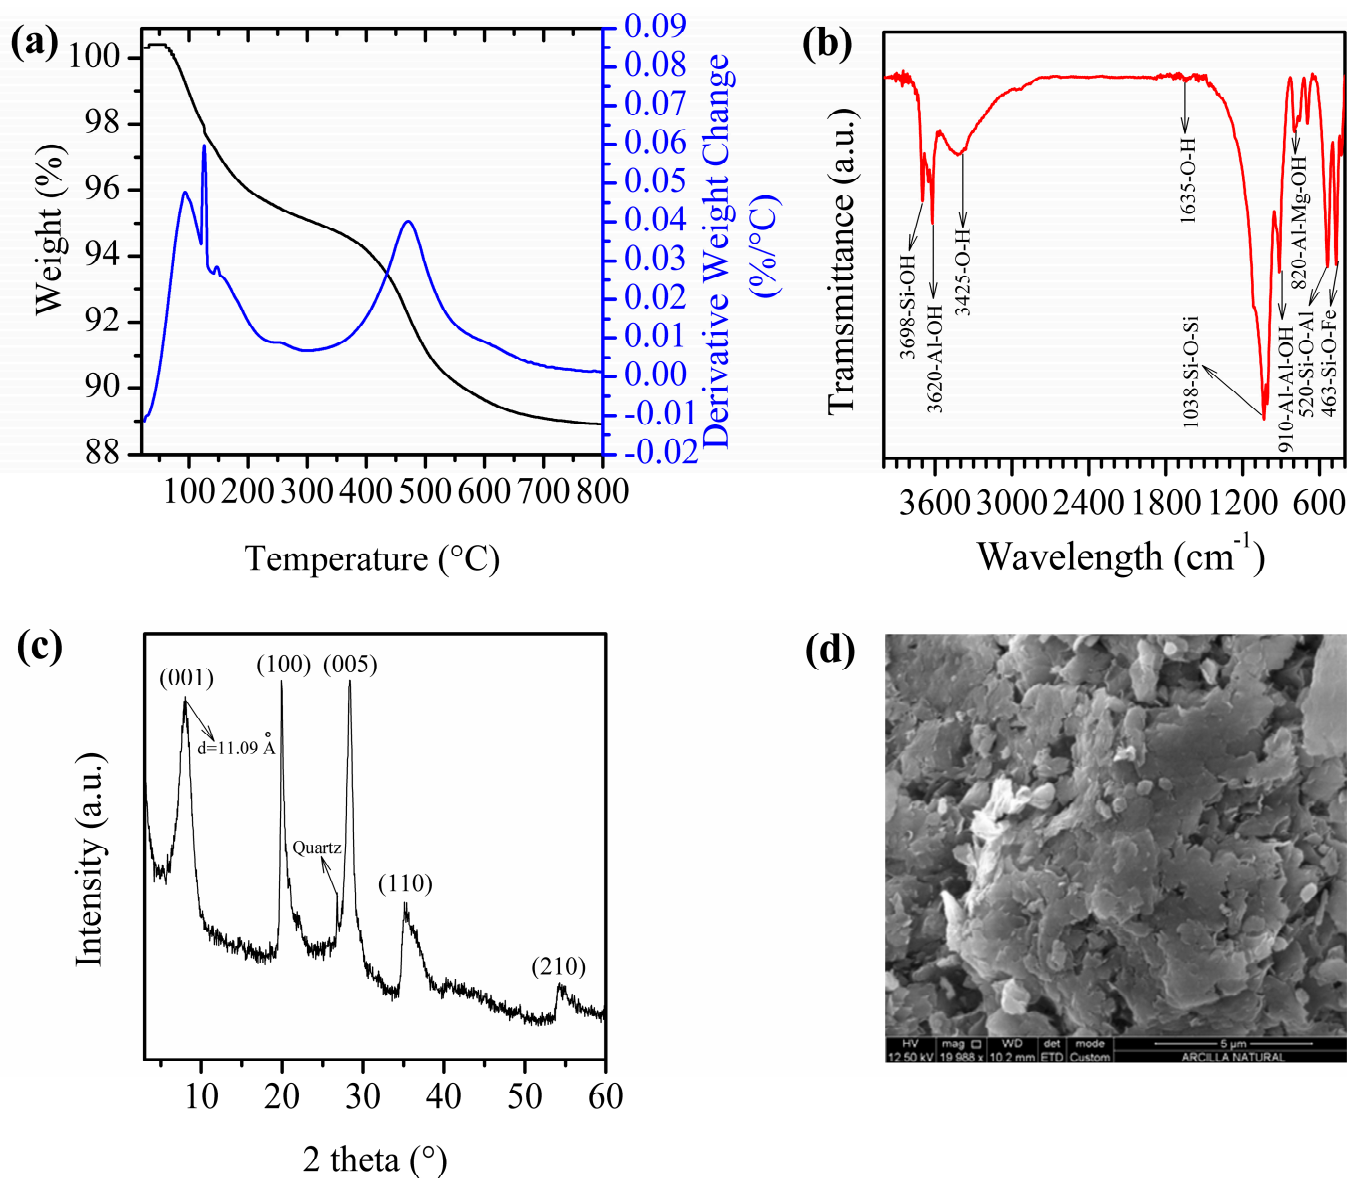 (a)
100
98
96
94
92
90
88
Weight (%)
0.09
0.08
0.07
0.06
0.05
0.04
0.03
0.02
0.01
0.00
-0.01
-0.02
Derivative Weight Change
(%/°C)
100 200 300 400 500 600 700 800
Temperature (°C)
(b)
Tramsmittance (a.u.)
3698-Si-OH
3620-Al-OH
3425-O-H
1635-O-H
1038-Si-O-Si
910-Al-Al-OH
820-Al-Mg-OH
520-Si-O-Al
463-Si-O-Fe
3600 3000 2400 1800 1200 600
Wavelength (cm-1)
(c)
Intensity (a.u.)
(001)
d=11.09 Å
(100)
(005)
Quartz
(110)
(210)
10 20 30 40 50 60
2 theta (°)
(d)
HV mag WD det mode 5 µm
12.50 kV 19 988 x 10.2 mm ETD Custom ARCILLA NATURAL